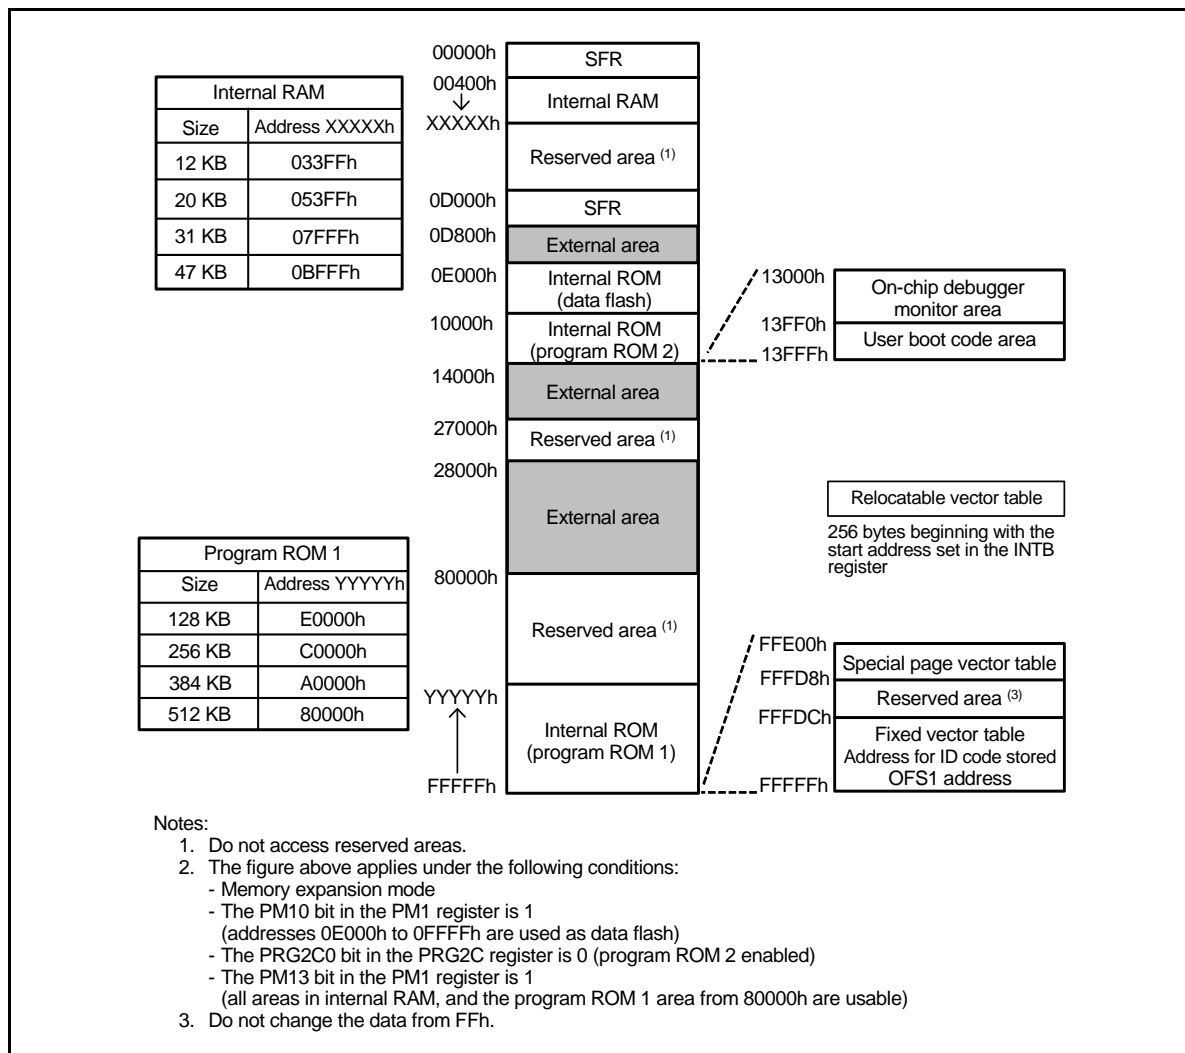 Internal RAM
Size Address XXXXXh
12 KB 033FFh
20 KB 053FFh
31 KB 07FFFh
47 KB 0BFFFh
00000h
SFR
00400h
Internal RAM
XXXXXh
Reserved area (1)
0D000h
SFR
0D800h
External area
0E000h
Internal ROM
(data flash)
10000h
Internal ROM
(program ROM 2)
14000h
External area
27000h
Reserved area (1)
28000h
External area
80000h
Reserved area (1)
YYYYYh
Internal ROM
(program ROM 1)
FFFFFh
13000h
On-chip debugger
monitor area
13FF0h
User boot code area
13FFFh
Relocatable vector table
256 bytes beginning with the
start address set in the INTB
register
Program ROM 1
Size Address YYYYYh
128 KB E0000h
256 KB C0000h
384 KB A0000h
512 KB 80000h
FFE00h
Special page vector table
FFFD8h
Reserved area (3)
FFFDCh
Fixed vector table
Address for ID code stored
OFS1 address
FFFFFh
Notes:
1. Do not access reserved areas.
2. The figure above applies under the following conditions:
- Memory expansion mode
- The PM10 bit in the PM1 register is 1
(addresses 0E000h to 0FFFFh are used as data flash)
- The PRG2C0 bit in the PRG2C register is 0 (program ROM 2 enabled)
- The PM13 bit in the PM1 register is 1
(all areas in internal RAM, and the program ROM 1 area from 80000h are usable)
3. Do not change the data from FFh.